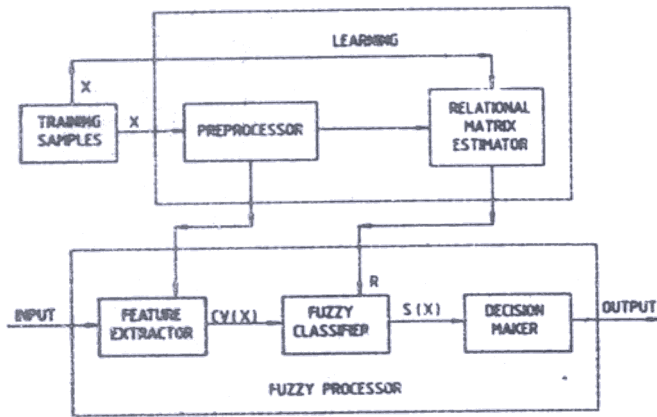 LEARNING
X
TRAINING
SAMPLES
X
PREPROCESSOR
RELATIONAL
MATRIX
ESTIMATOR
R
INPUT
FEATURE
EXTRACTOR
CV(X)
FUZZY
CLASSIFIER
S(X)
DECISION
MAKER
OUTPUT
FUZZY PROCESSOR